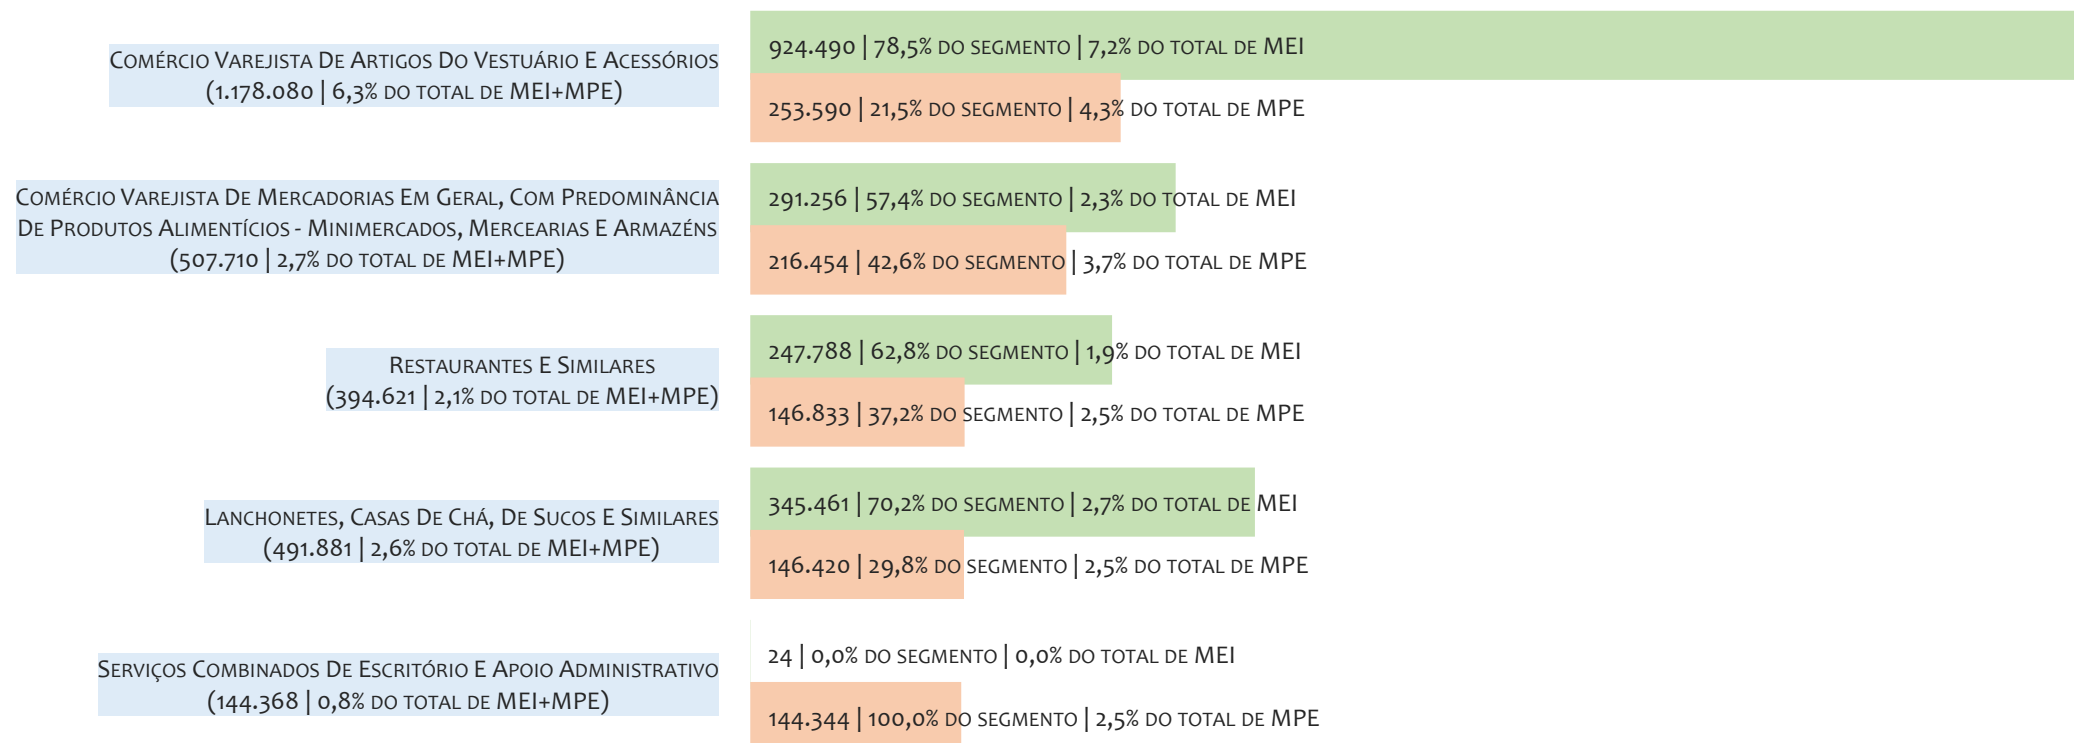 Comércio Varejista De Artigos Do Vestuário E Acessórios
(1.178.080 | 6,3% do total de MEI+MPE)
924.490 | 78,5% do segmento | 7,2% do total de MEI
253.590 | 21,5% do segmento | 4,3% do total de MPE
Comércio Varejista De Mercadorias Em Geral, Com Predominância
De Produtos Alimentícios - Minimercados, Mercearias E Armazéns
(507.710 | 2,7% do total de MEI+MPE)
291.256 | 57,4% do segmento | 2,3% do total de MEI
216.454 | 42,6% do segmento | 3,7% do total de MPE
Restaurantes E Similares
(394.621 | 2,1% do total de MEI+MPE)
247.788 | 62,8% do segmento | 1,9% do total de MEI
146.833 | 37,2% do segmento | 2,5% do total de MPE
Lanchonetes, Casas De Chá, De Sucos E Similares
(491.881 | 2,6% do total de MEI+MPE)
345.461 | 70,2% do segmento | 2,7% do total de MEI
146.420 | 29,8% do segmento | 2,5% do total de MPE
Serviços Combinados De Escritório E Apoio Administrativo
(144.368 | 0,8% do total de MEI+MPE)
24 | 0,0% do segmento | 0,0% do total de MEI
144.344 | 100,0% do segmento | 2,5% do total de MPE